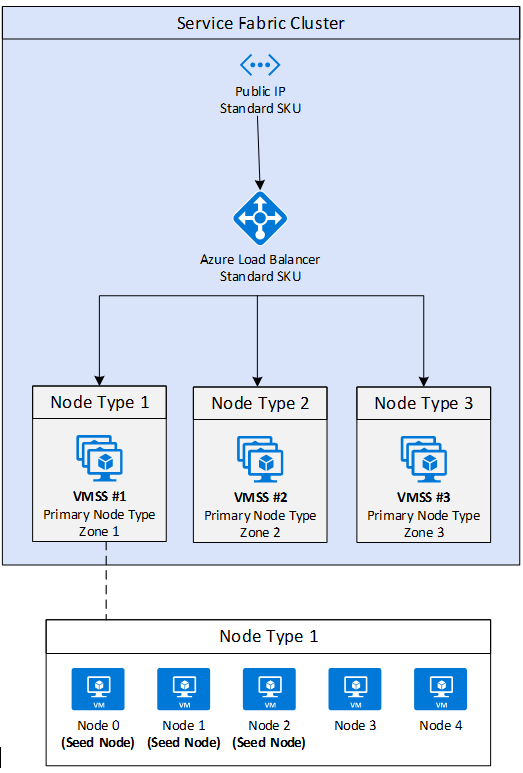 Service Fabric Cluster
Public IP
Standard SKU
Azure Load Balancer
Standard SKU
Node Type 1
VMSS #1
Primary Node Type
Zone 1
Node Type 2
VMSS #2
Primary Node Type
Zone 2
Node Type 3
VMSS #3
Primary Node Type
Zone 3
Node Type 1
VM
Node 0
(Seed Node)
VM
Node 1
(Seed Node)
VM
Node 2
(Seed Node)
VM
Node 3
VM
Node 4